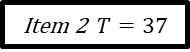 Item 2 T = 37